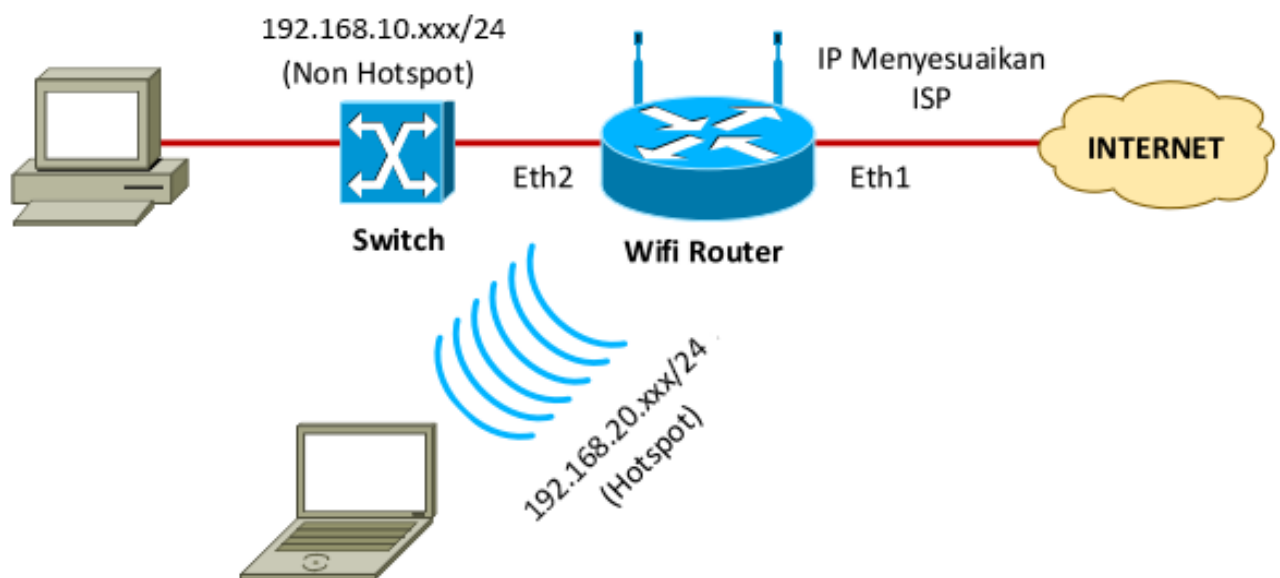 192.168.10.xxx/24
(Non Hotspot)
IP Menyesuaikan
ISP
INTERNET
Eth2
Eth1
Switch
Wifi Router
192.168.20.xxx/24
(Hotspot)